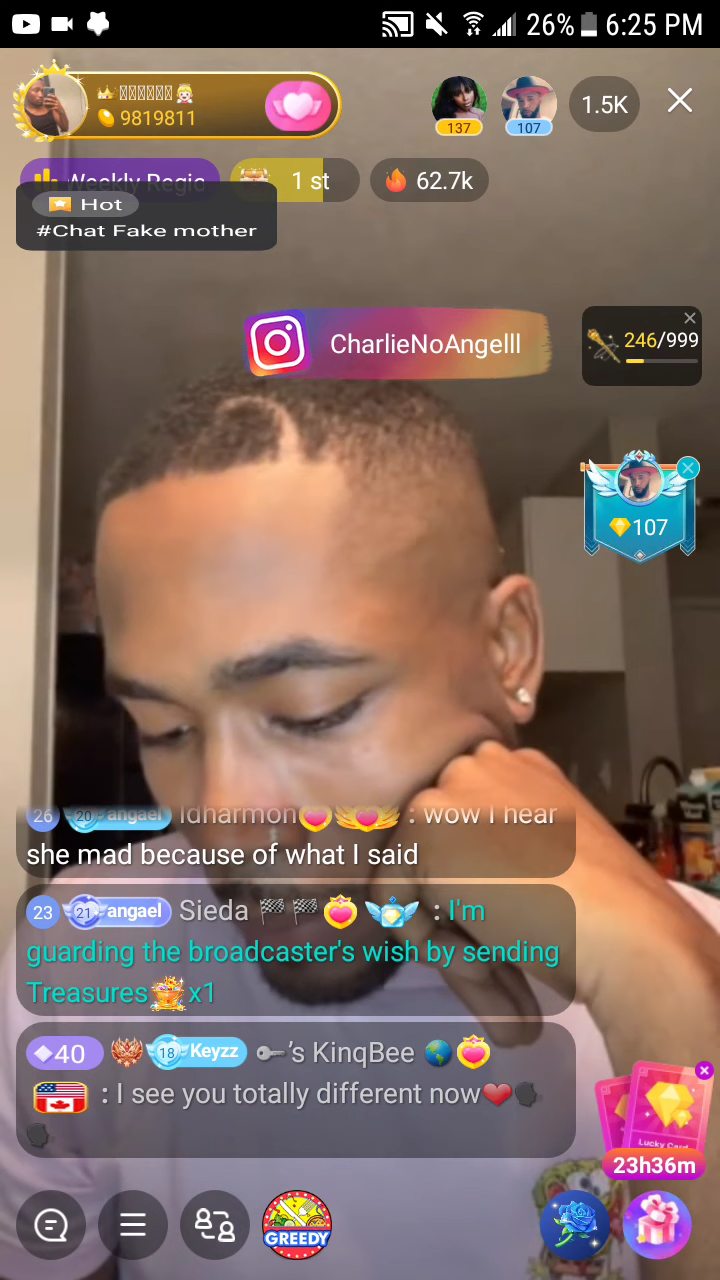 26% 6:25 PM
9819811
137
107
1.5K
Weekly Regio
1 st
62.7k
Hot
#Chat Fake mother
CharlieNoAngelll
246/999
107
26 20 angael Idharmon : wow I hear
she mad because of what I said
23 21 angael Sieda : I'm
guarding the broadcaster's wish by sending
Treasures x1
40 18 Keyzz 's KinqBee
: I see you totally different now
Lucky Card
23h36m
GREEDY